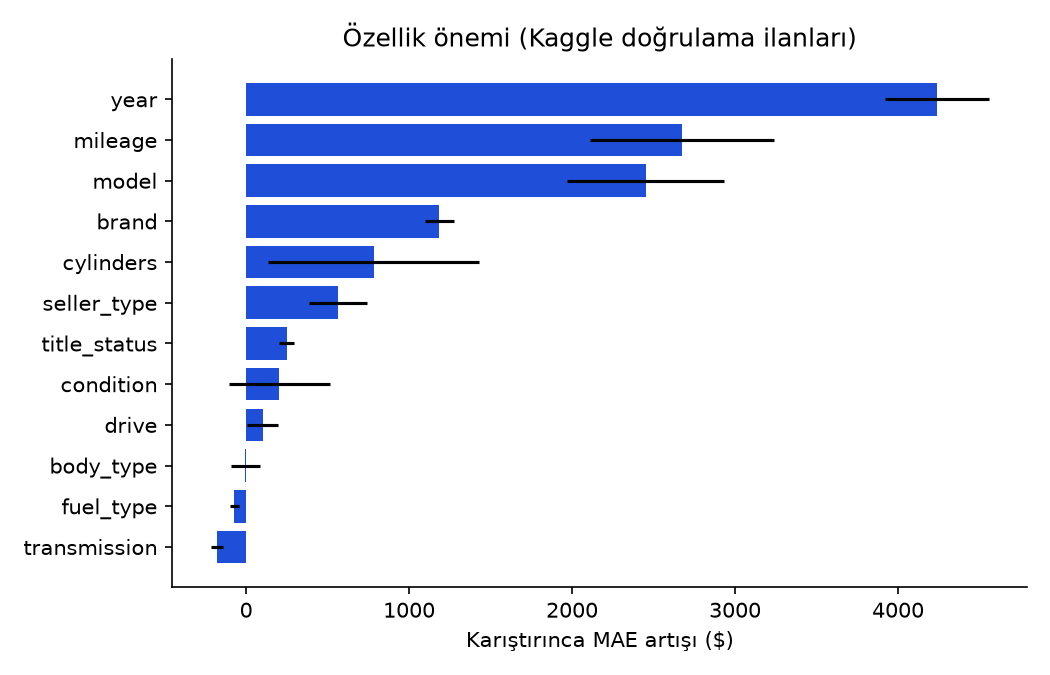 Özellik önemi (Kaggle doğrulama ilanları)
year
mileage
model
brand
cylinders
seller_type
title_status
condition
drive
body_type
fuel_type
transmission
0 1000 2000 3000 4000
Karıştırınca MAE artışı ($)